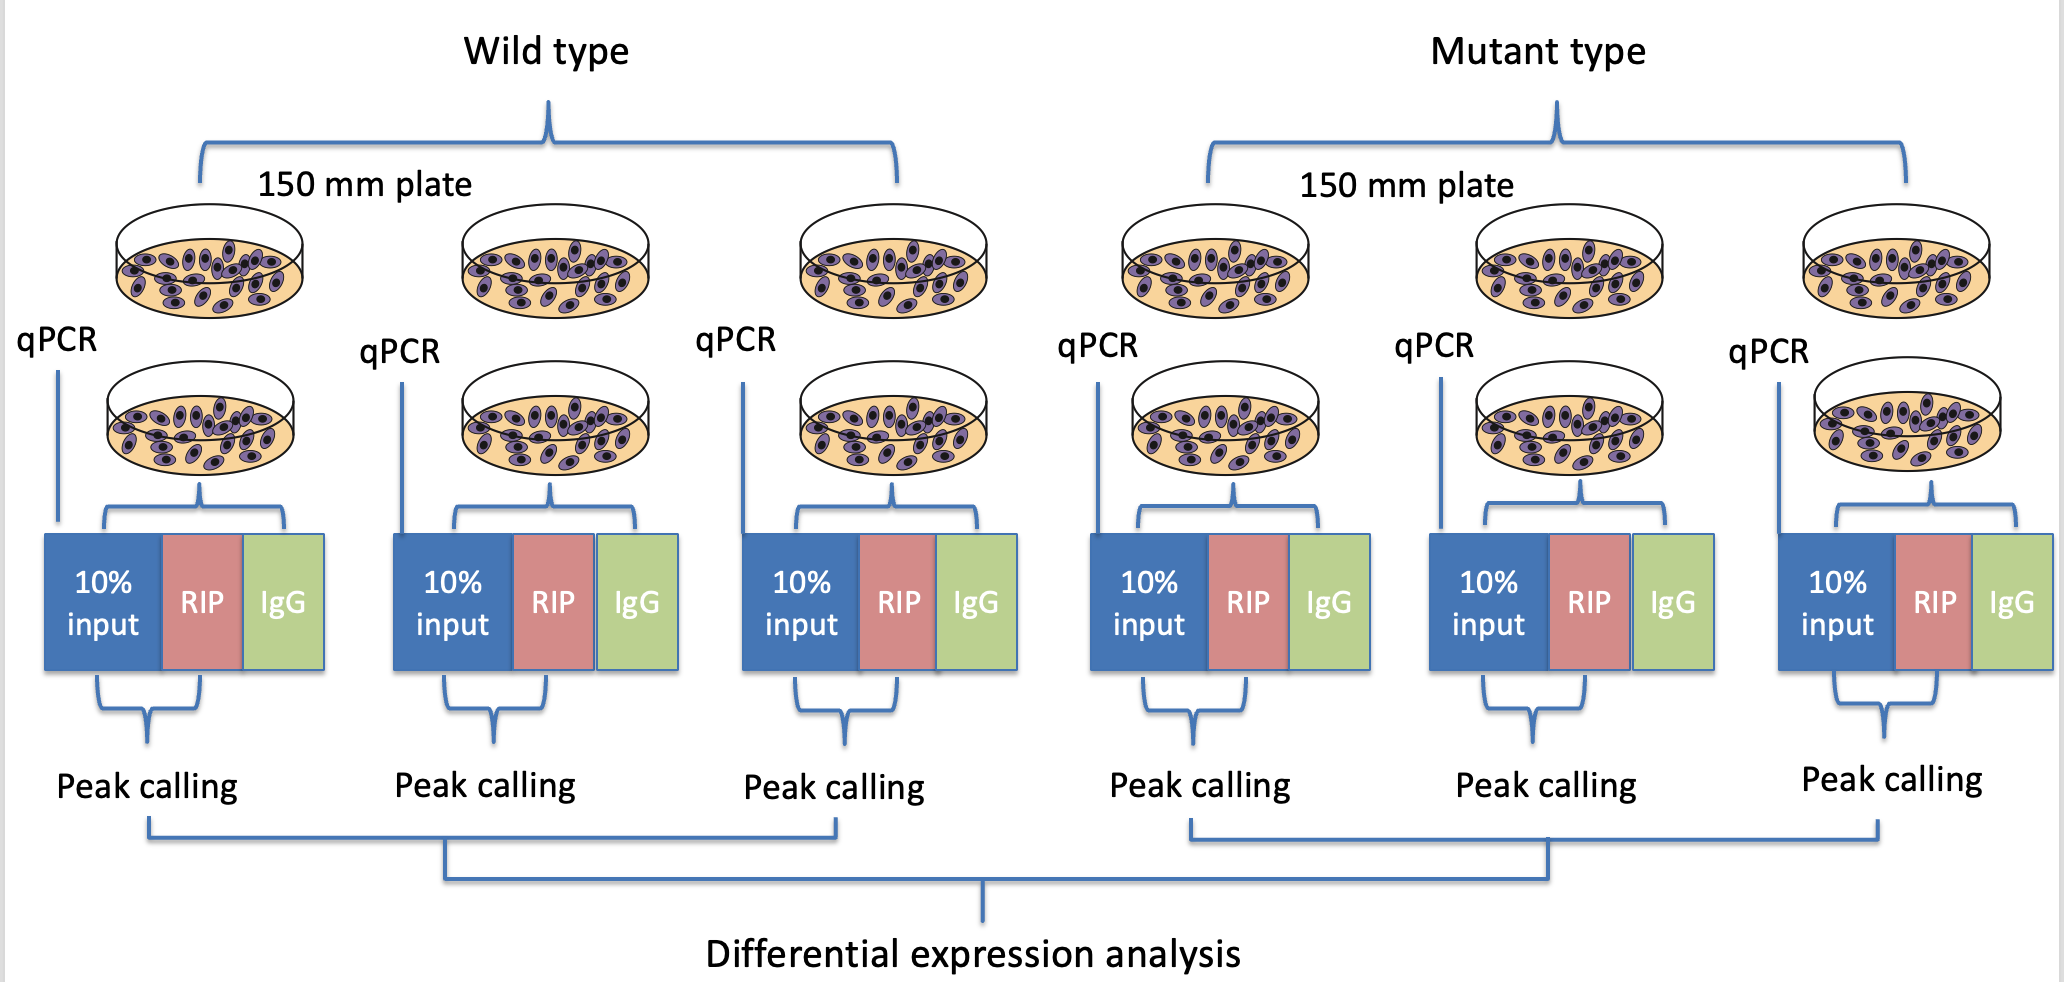 Wild type
Mutant type
150 mm plate
150 mm plate
qPCR
qPCR
qPCR
qPCR
qPCR
qPCR
10%
input
RIP
IgG
10%
input
RIP
IgG
10%
input
RIP
IgG
10%
input
RIP
IgG
10%
input
RIP
IgG
10%
input
RIP
IgG
Peak calling
Peak calling
Peak calling
Peak calling
Peak calling
Peak calling
Differential expression analysis